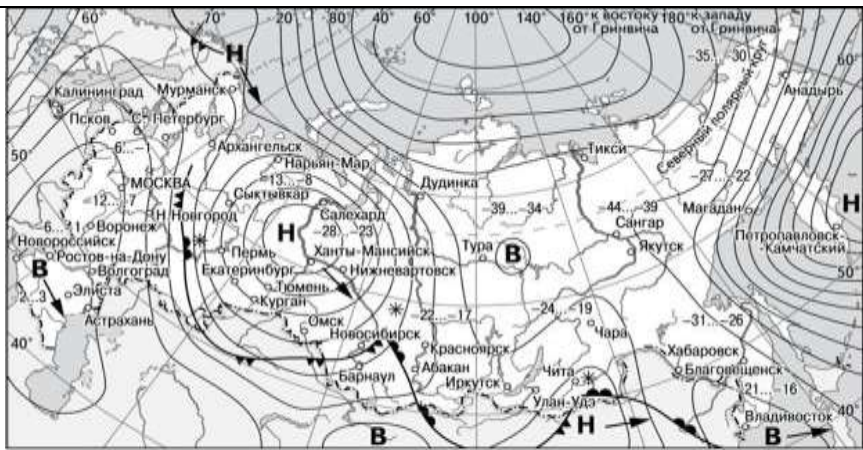 60° 70° 20° 80° 40° 60° 100° 140° 160° к востоку от Гринвича 180° к западу от Гринвича
–35...–30
60°
Н
Калининград
Мурманск
Анадырь
Северный полярный круг
Псков
С.-Петербург
6...–1
50°
Архангельск
Нарьян-Мар
Тикси
–13...–8
Дудинка
–27...–22
МОСКВА
Сыктывкар
–12...–7
Салехард
–39...–34
–44...–39
Магадан
Н
Н.Новгород
–28...–23
Сангар
6...–1
Воронеж
Н
Петропавловск-Камчатский
Новороссийск
Пермь
Ханты-Мансийск
Тура
В
Якутск
Ростов-на-Дону
В
Волгоград
Екатеринбург
Нижневартовск
50°
Элиста
Тюмень
2...3
Курган
–22...–17
–24...–19
Астрахань
Чара
–31...–26
Омск
Новосибирск
40°
Красноярск
Хабаровск
Барнаул
Абакан
Чита
Благовещенск
Иркутск
21...–16
Улан-Удэ
40°
Владивосток
В
Н
В